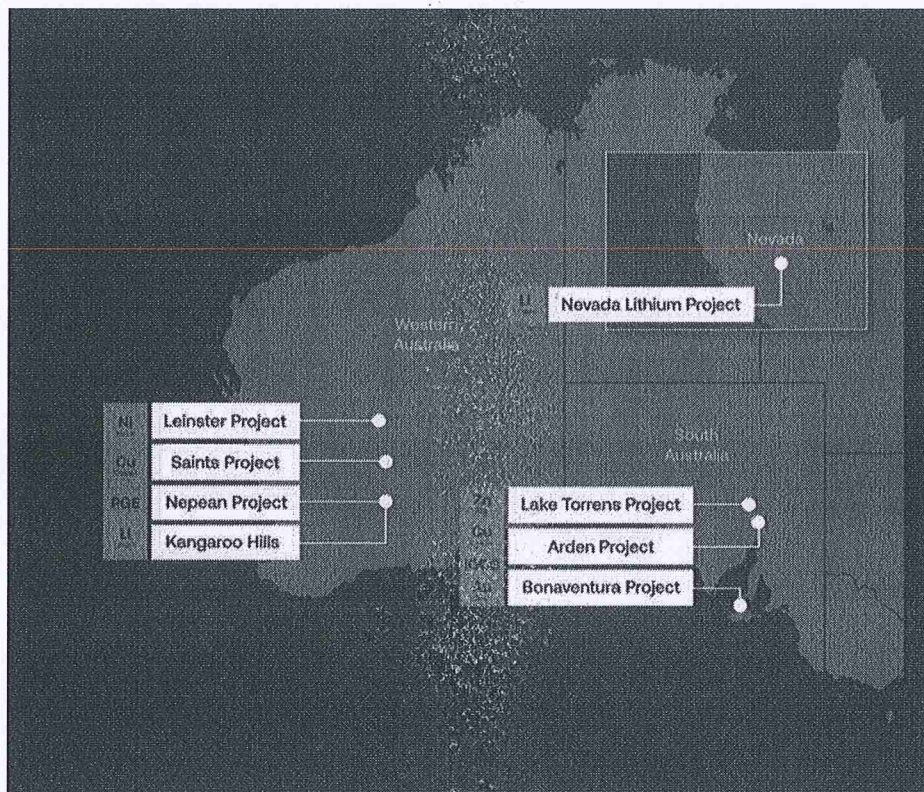 Nevada
Li
Nevada Lithium Project
Western
Australia
Ni
Leinster Project
Cu
Saints Project
PGE
Nepean Project
Li
Kangaroo Hills
South
Australia
Zn
Lake Torrens Project
Cu
Arden Project
IOCG
Au
Bonaventura Project